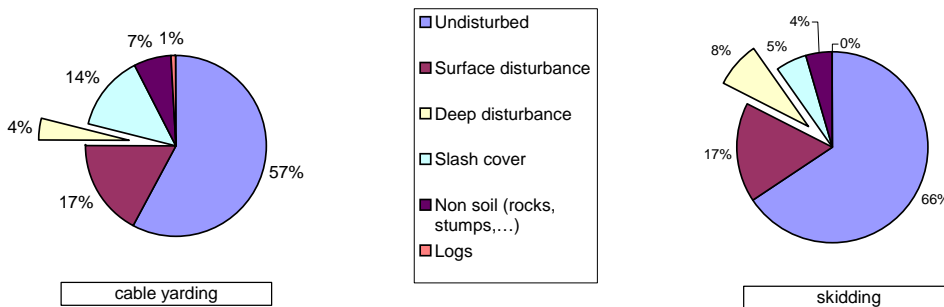 7%
1%
14%
4%
17%
57%
cable yarding
Undisturbed
Surface disturbance
Deep disturbance
Slash cover
Non soil (rocks,
stumps,…)
Logs
4%
0%
5%
8%
17%
66%
skidding